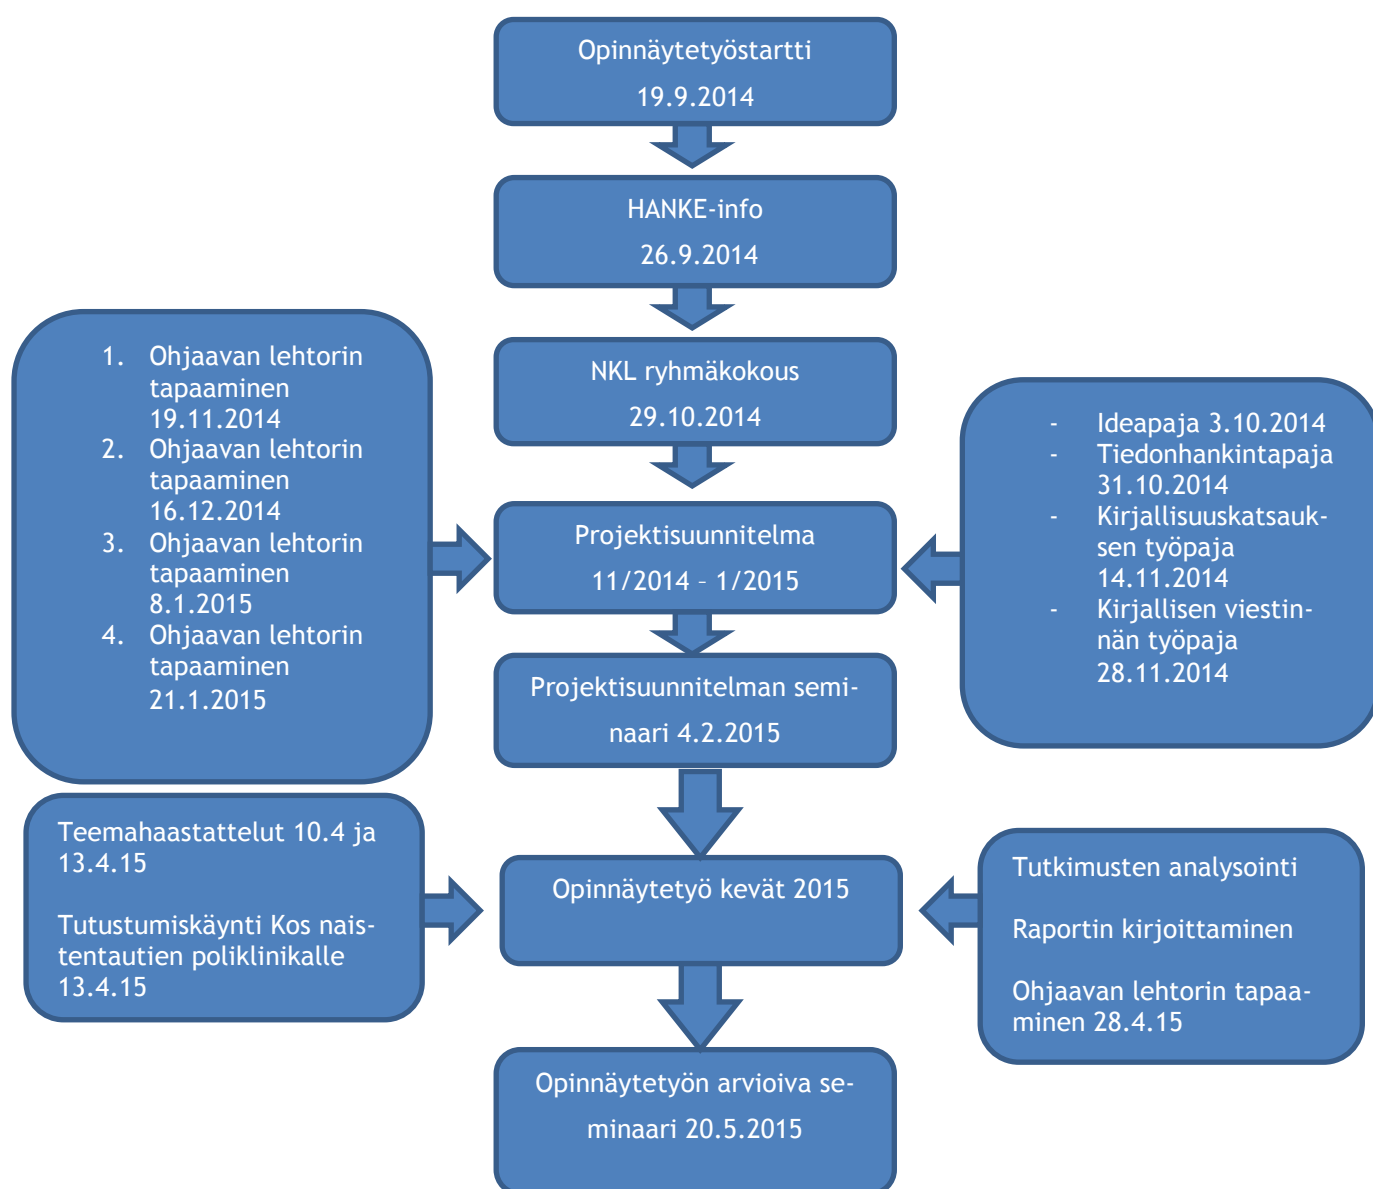 Opinnäytetyöstartti
19.9.2014
HANKE-info
26.9.2014
NKL ryhmäkokous
29.10.2014
1. Ohjaavan lehtorin
tapaaminen
19.11.2014
2. Ohjaavan lehtorin
tapaaminen
16.12.2014
3. Ohjaavan lehtorin
tapaaminen
8.1.2015
4. Ohjaavan lehtorin
tapaaminen
21.1.2015
- Ideapaja 3.10.2014
- Tiedonhankintapaja
31.10.2014
- Kirjallisuuskatsauk-
sen työpaja
14.11.2014
- Kirjallisen viestin-
nän työpaja
28.11.2014
Projektisuunnitelma
11/2014 – 1/2015
Projektisuunnitelman semi-
naari 4.2.2015
Teemahaastattelut 10.4 ja
13.4.15
Tutustumiskäynti Kos nais-
tentautien poliklinikalle
13.4.15
Opinnäytetyö kevät 2015
Tutkimusten analysointi
Raportin kirjoittaminen
Ohjaavan lehtorin tapaa-
minen 28.4.15
Opinnäytetyön arvioiva se-
minaari 20.5.2015